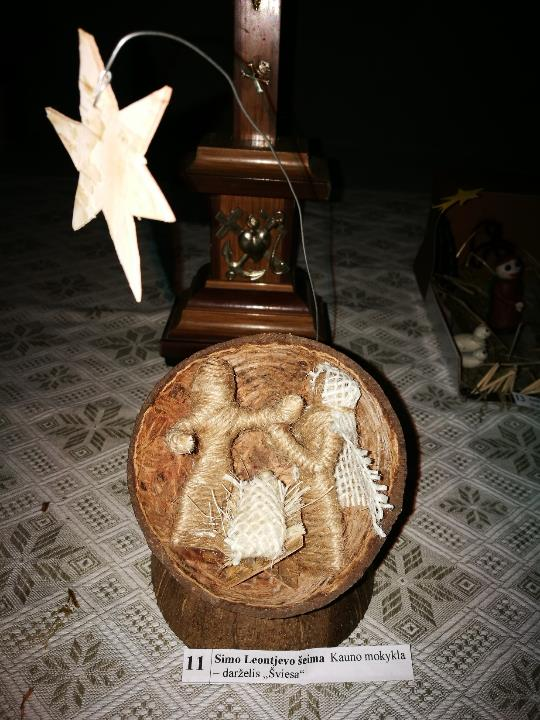 11 Simo Leontjevo šeima Kauno mokykla
– darželis „Šviesa“